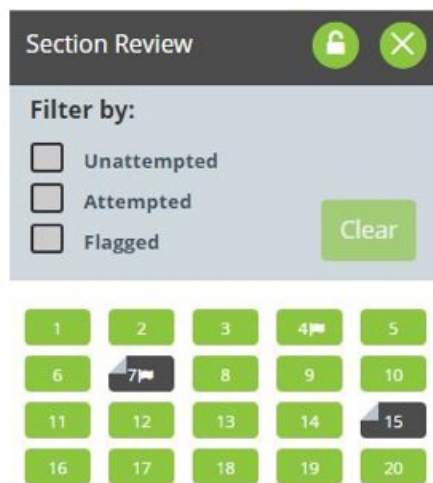 Section Review
Filter by:
Unattempted
Attempted
Flagged
Clear
1 2 3 4 5
6 7 8 9 10
11 12 13 14 15
16 17 18 19 20